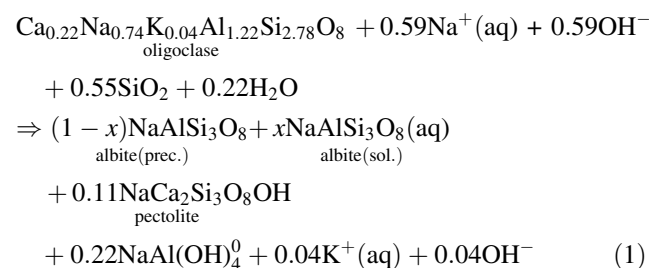 Ca₀.₂₂Na₀.₇₄K₀.₀₄Al₁.₂₂Si₂.₇₈O₈ + 0.59Na⁺(aq) + 0.59OH⁻
oligoclase
+ 0.55SiO₂ + 0.22H₂O
⇒ (1 − x)NaAlSi₃O₈ + xNaAlSi₃O₈(aq)
albite(prec.) albite(sol.)
+ 0.11NaCa₂Si₃O₈OH
pectolite
+ 0.22NaAl(OH)₄⁰ + 0.04K⁺(aq) + 0.04OH⁻ (1)